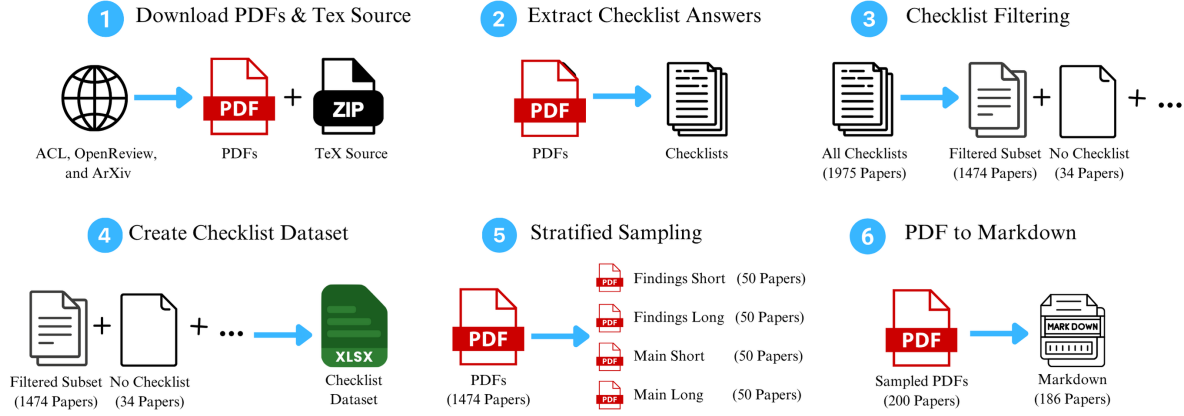 1 Download PDFs & Tex Source
PDF
+
ZIP
ACL, OpenReview,
and ArXiv
PDFs
TeX Source
2 Extract Checklist Answers
PDF
PDFs
Checklists
3 Checklist Filtering
+
+ ...
All Checklists
(1975 Papers)
Filtered Subset
(1474 Papers)
No Checklist
(34 Papers)
4 Create Checklist Dataset
+
+ ...
XLSX
Filtered Subset
(1474 Papers)
No Checklist
(34 Papers)
Checklist
Dataset
5 Stratified Sampling
PDF
PDFs
(1474 Papers)
PDF Findings Short (50 Papers)
PDF Findings Long (50 Papers)
PDF Main Short (50 Papers)
PDF Main Long (50 Papers)
6 PDF to Markdown
PDF
MARK DOWN
Sampled PDFs
(200 Papers)
Markdown
(186 Papers)